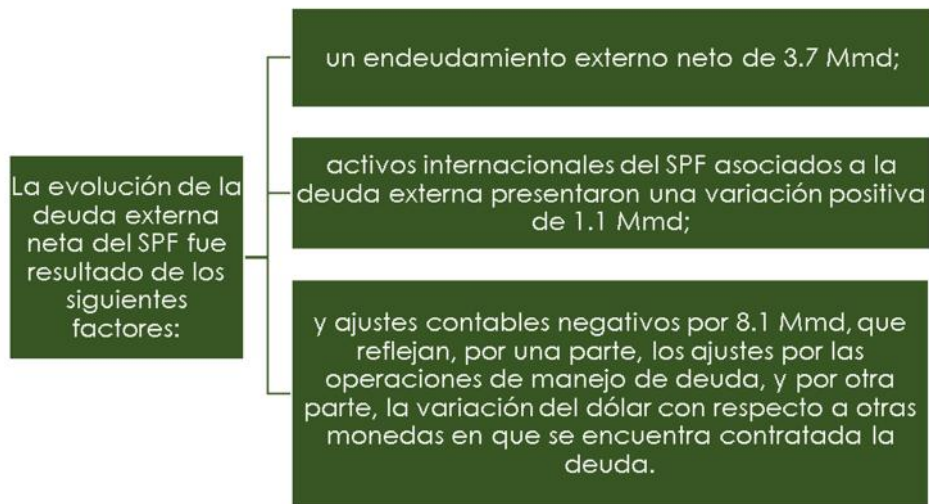 La evolución de la
deuda externa
neta del SPF fue
resultado de los
siguientes
factores:
un endeudamiento externo neto de 3.7 Mmd;
activos internacionales del SPF asociados a la
deuda externa presentaron una variación positiva
de 1.1 Mmd;
y ajustes contables negativos por 8.1 Mmd, que
reflejan, por una parte, los ajustes por las
operaciones de manejo de deuda, y por otra
parte, la variación del dólar con respecto a otras
monedas en que se encuentra contratada la
deuda.